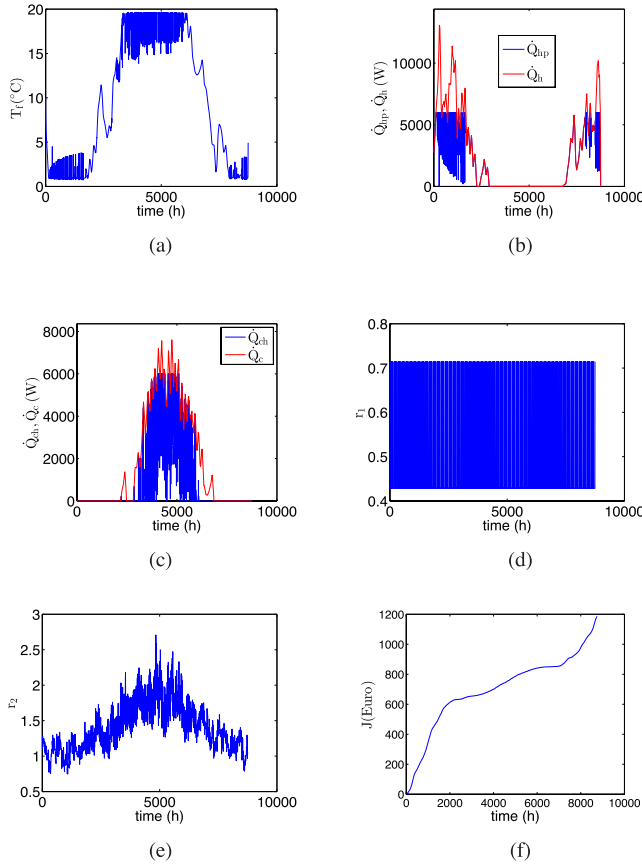 20
15
10
5
0
T_f(°C)
0
5000
10000
time (h)
(a)
10000
5000
0
Q̇_hp, Q̇_h (W)
Q̇_hp
Q̇_h
0
5000
10000
time (h)
(b)
8000
6000
4000
2000
0
Q̇_ch, Q̇_c (W)
Q̇_ch
Q̇_c
0
5000
10000
time (h)
(c)
0.8
0.7
0.6
0.5
0.4
r_1
0
5000
10000
time (h)
(d)
3
2.5
2
1.5
1
0.5
r_2
0
5000
10000
time (h)
(e)
1200
1000
800
600
400
200
0
J(Euro)
0
2000
4000
6000
8000
10000
time (h)
(f)